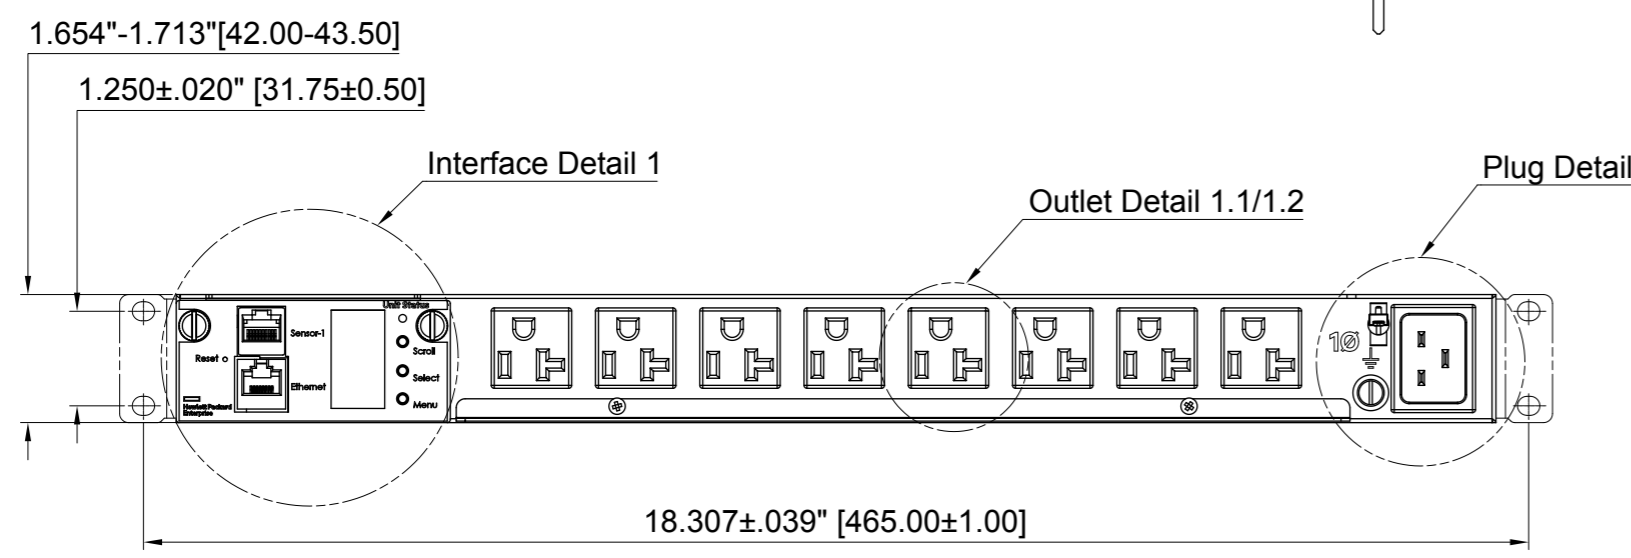 1.654"-1.713"[42.00-43.50]
1.250±.020" [31.75±0.50]
Interface Detail 1
Plug Detail
Outlet Detail 1.1/1.2
Unit Status
Sensor-1
Scroll
Reset
Select
Ethernet
Menu
Hewlett Packard
Enterprise
1Ø
18.307±.039" [465.00±1.00]